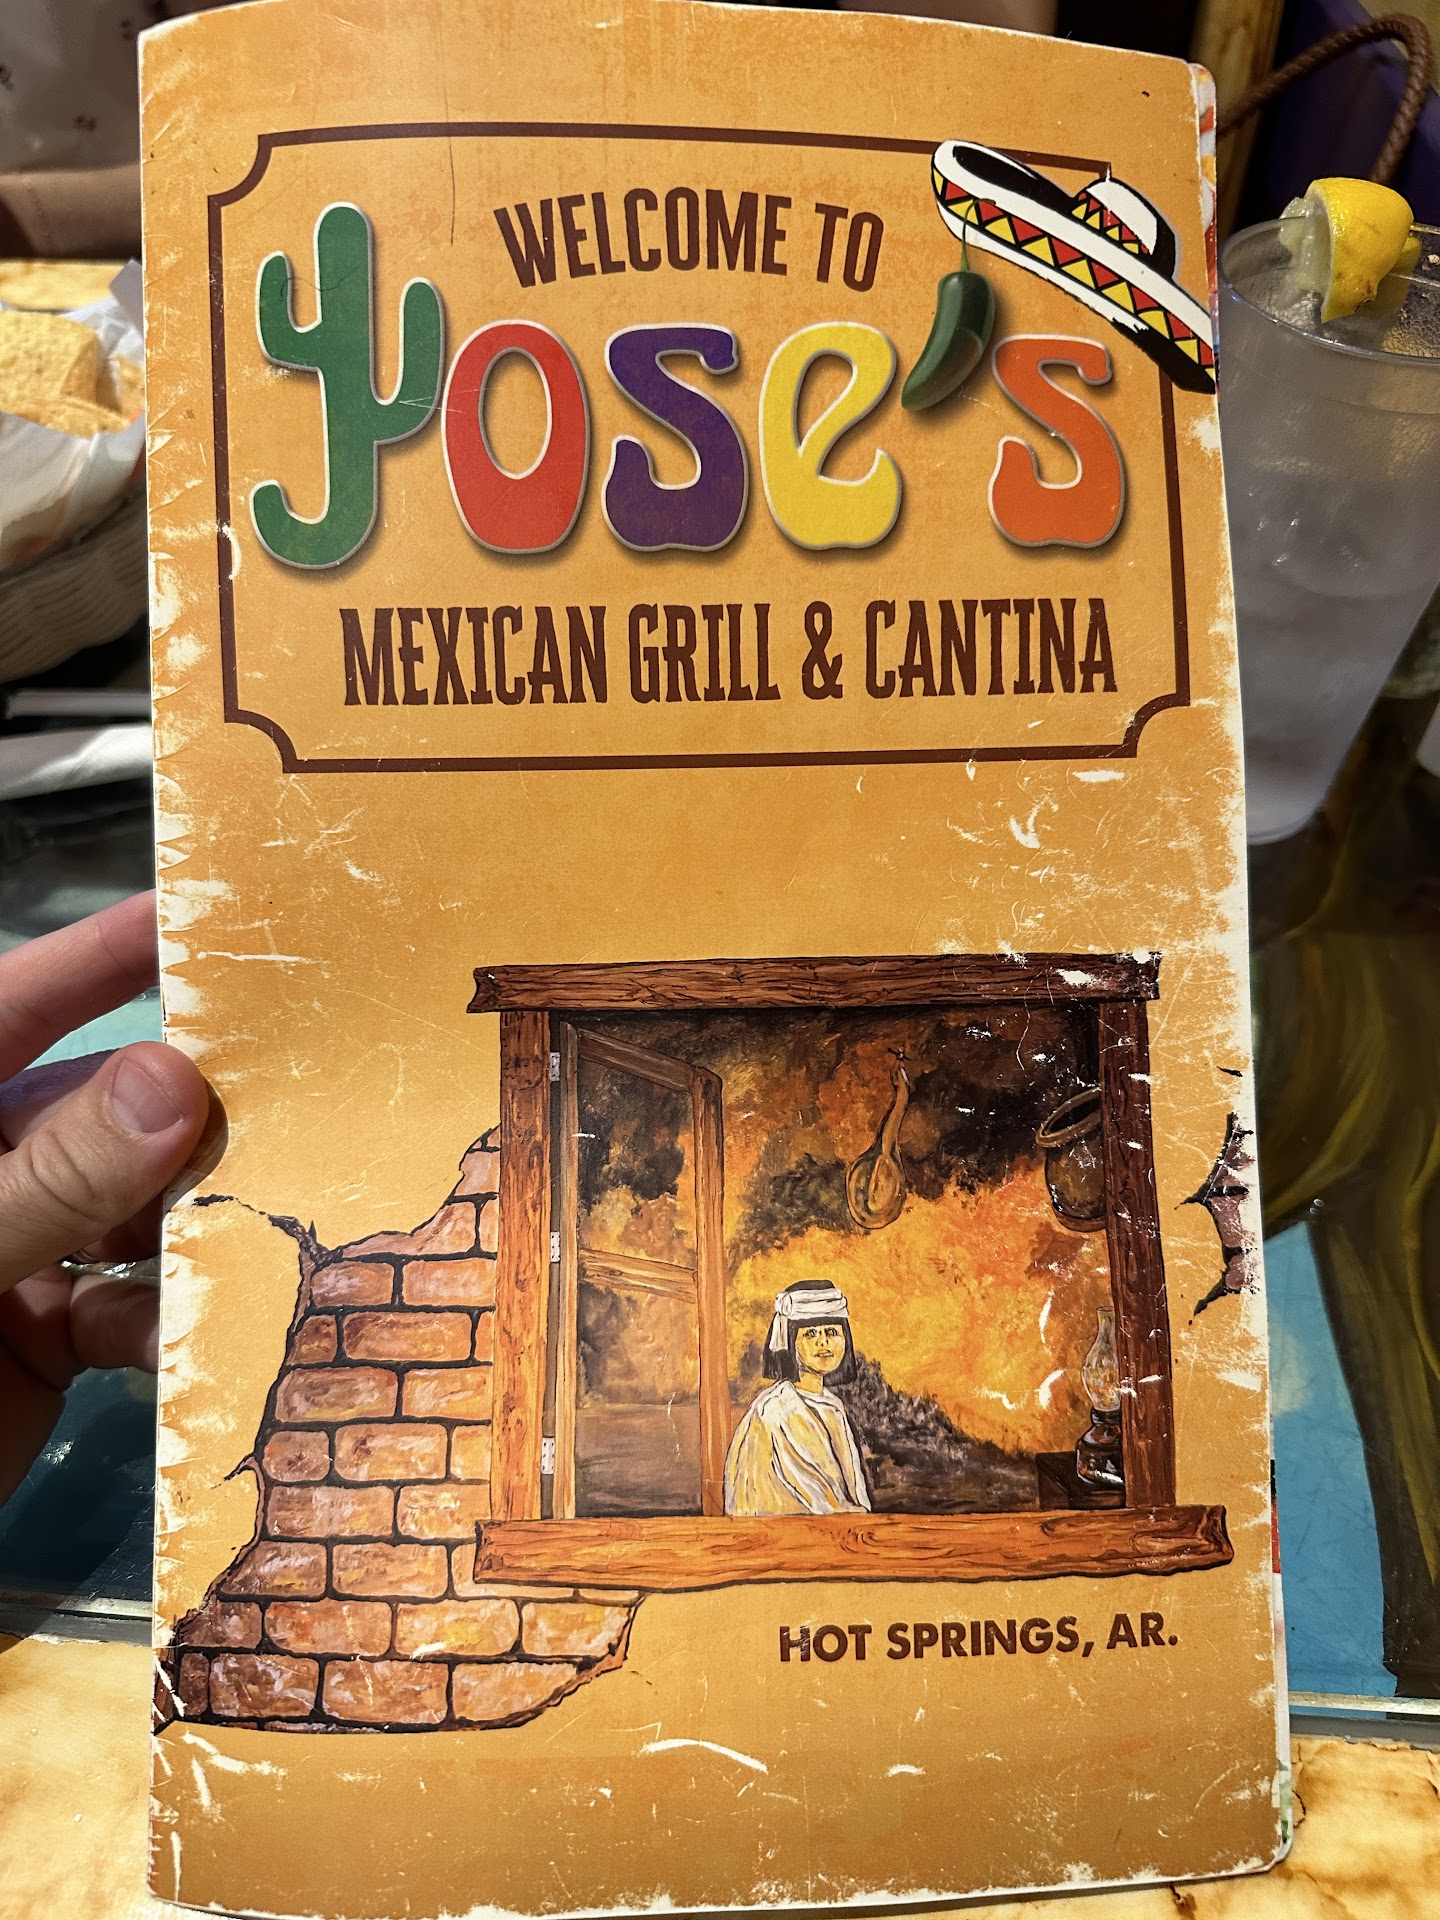 WELCOME TO
Yose's
MEXICAN GRILL & CANTINA
HOT SPRINGS, AR.